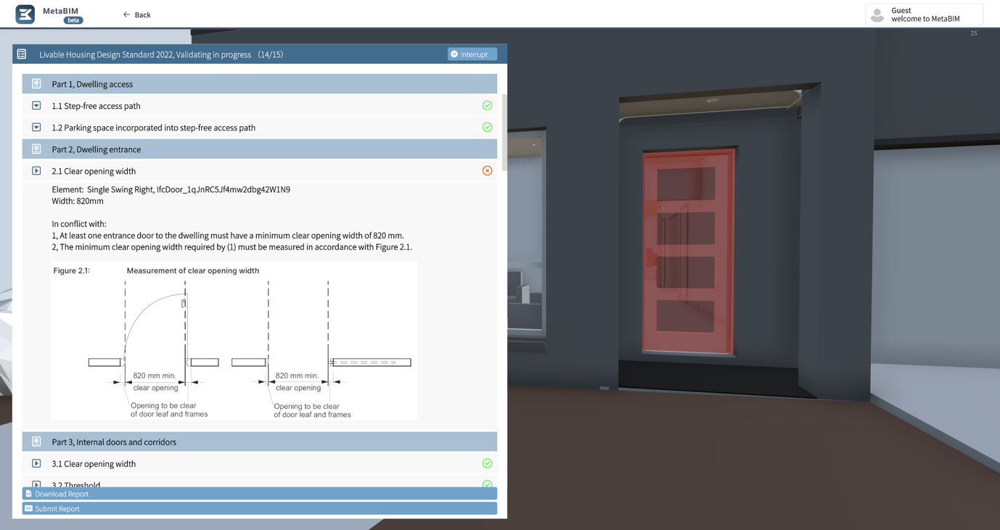 MetaBIM
beta
Back
Guest
welcome to MetaBIM
25
Livable Housing Design Standard 2022, Validating in progress (14/15)
Interrupt
Part 1, Dwelling access
1.1 Step-free access path
1.2 Parking space incorporated into step-free access path
Part 2, Dwelling entrance
2.1 Clear opening width
Element: Single Swing Right, IfcDoor_1qJnRC5Jf4mw2dbg42W1N9
Width: 820mm
In conflict with:
1, At least one entrance door to the dwelling must have a minimum clear opening width of 820 mm.
2, The minimum clear opening width required by (1) must be measured in accordance with Figure 2.1.
Figure 2.1: Measurement of clear opening width
820 mm min.
clear opening
Opening to be clear
of door leaf and frames
820 mm min.
clear opening
Opening to be clear
of door leaf and frames
Part 3, Internal doors and corridors
3.1 Clear opening width
3.2 Threshold
Download Report
Submit Report